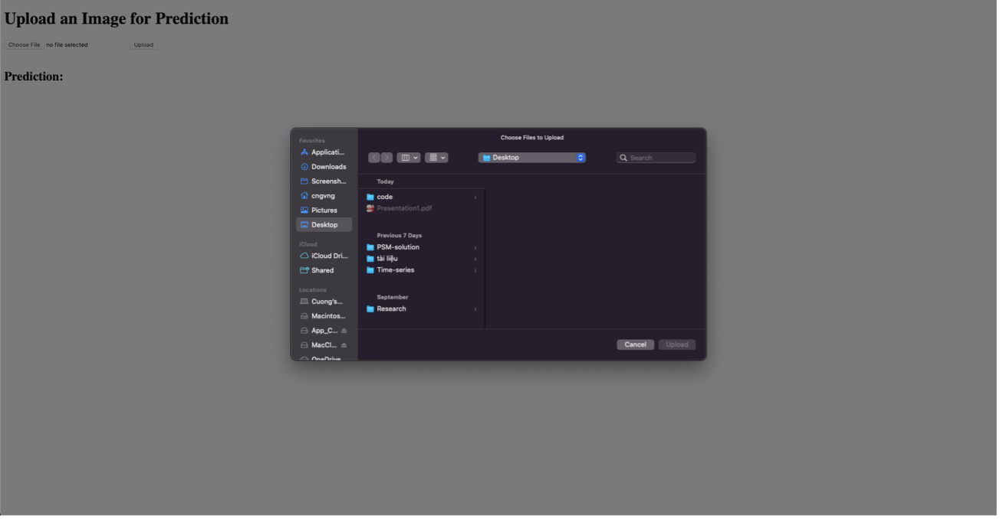 Upload an Image for Prediction
Choose File no file selected Upload
Prediction:
Choose Files to Upload
Favorites
Applicati...
Downloads
Screensh...
cngvng
Pictures
Desktop
iCloud
iCloud Dri...
Shared
Locations
Cuong's...
Macintos...
App_C...
MacCl...
OneDrive
Desktop
Search
Today
code
Presentation1.pdf
Previous 7 Days
PSM-solution
tài liệu
Time-series
September
Research
Cancel Upload